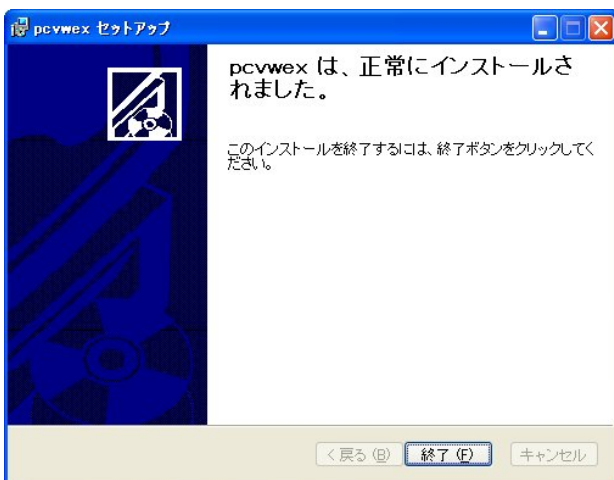 pcvwex セットアップ
pcvwex は、正常にインストールさ
れました。
このインストールを終了するには、終了ボタンをクリックしてく
ださい。
< 戻る (B)
終了 (F)
キャンセル